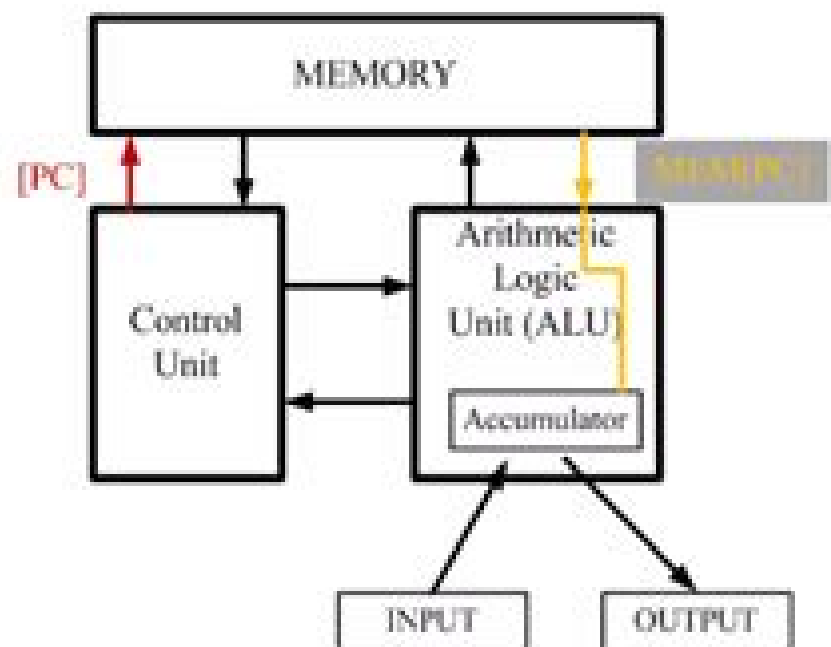 MEMORY
[PC]
Arithmetic
Logic
Unit (ALU)
Control
Unit
Accumulator
INPUT
OUTPUT